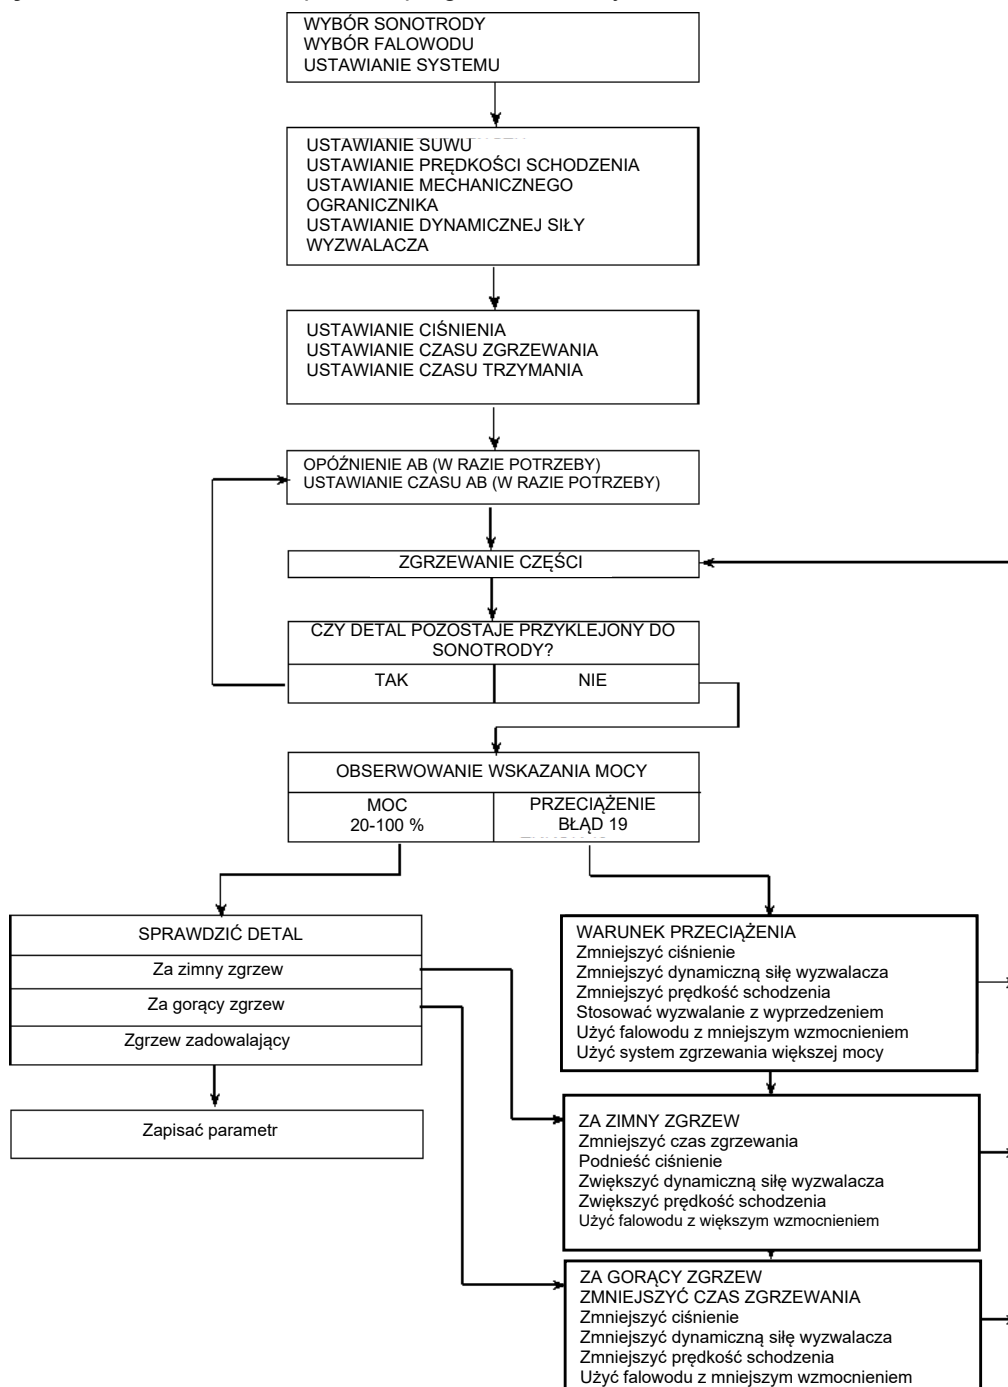 WYBÓR SONOTRODY
WYBÓR FALOWODU
USTAWIANIE SYSTEMU
USTAWIANIE SUWU
USTAWIANIE PRĘDKOŚCI SCHODZENIA
USTAWIANIE MECHANICZNEGO
OGRANICZNIKA
USTAWIANIE DYNAMICZNEJ SIŁY
WYZWALACZA
USTAWIANIE CIŚNIENIA
USTAWIANIE CZASU ZGRZEWANIA
USTAWIANIE CZASU TRZYMANIA
OPÓŹNIENIE AB (W RAZIE POTRZEBY)
USTAWIANIE CZASU AB (W RAZIE POTRZEBY)
ZGRZEWANIE CZĘŚCI
CZY DETAL POZOSTAJE PRZYKLEJONY DO
SONOTRODY?
TAK
NIE
OBSERWOWANIE WSKAZANIA MOCY
MOC
20-100 %
PRZECIĄŻENIE
BŁĄD 19
SPRAWDZIĆ DETAL
Za zimny zgrzew
Za gorący zgrzew
Zgrzew zadowalający
Zapisać parametr
WARUNEK PRZECIĄŻENIA
Zmniejszyć ciśnienie
Zmniejszyć dynamiczną siłę wyzwalacza
Zmniejszyć prędkość schodzenia
Stosować wyzwalanie z wyprzedzeniem
Użyć falowodu z mniejszym wzmocnieniem
Użyć system zgrzewania większej mocy
ZA ZIMNY ZGRZEW
Zmniejszyć czas zgrzewania
Podnieść ciśnienie
Zwiększyć dynamiczną siłę wyzwalacza
Zwiększyć prędkość schodzenia
Użyć falowodu z większym wzmocnieniem
ZA GORĄCY ZGRZEW
ZMNIEJSZYĆ CZAS ZGRZEWANIA
Zmniejszyć ciśnienie
Zmniejszyć dynamiczną siłę wyzwalacza
Zmniejszyć prędkość schodzenia
Użyć falowodu z mniejszym wzmocnieniem